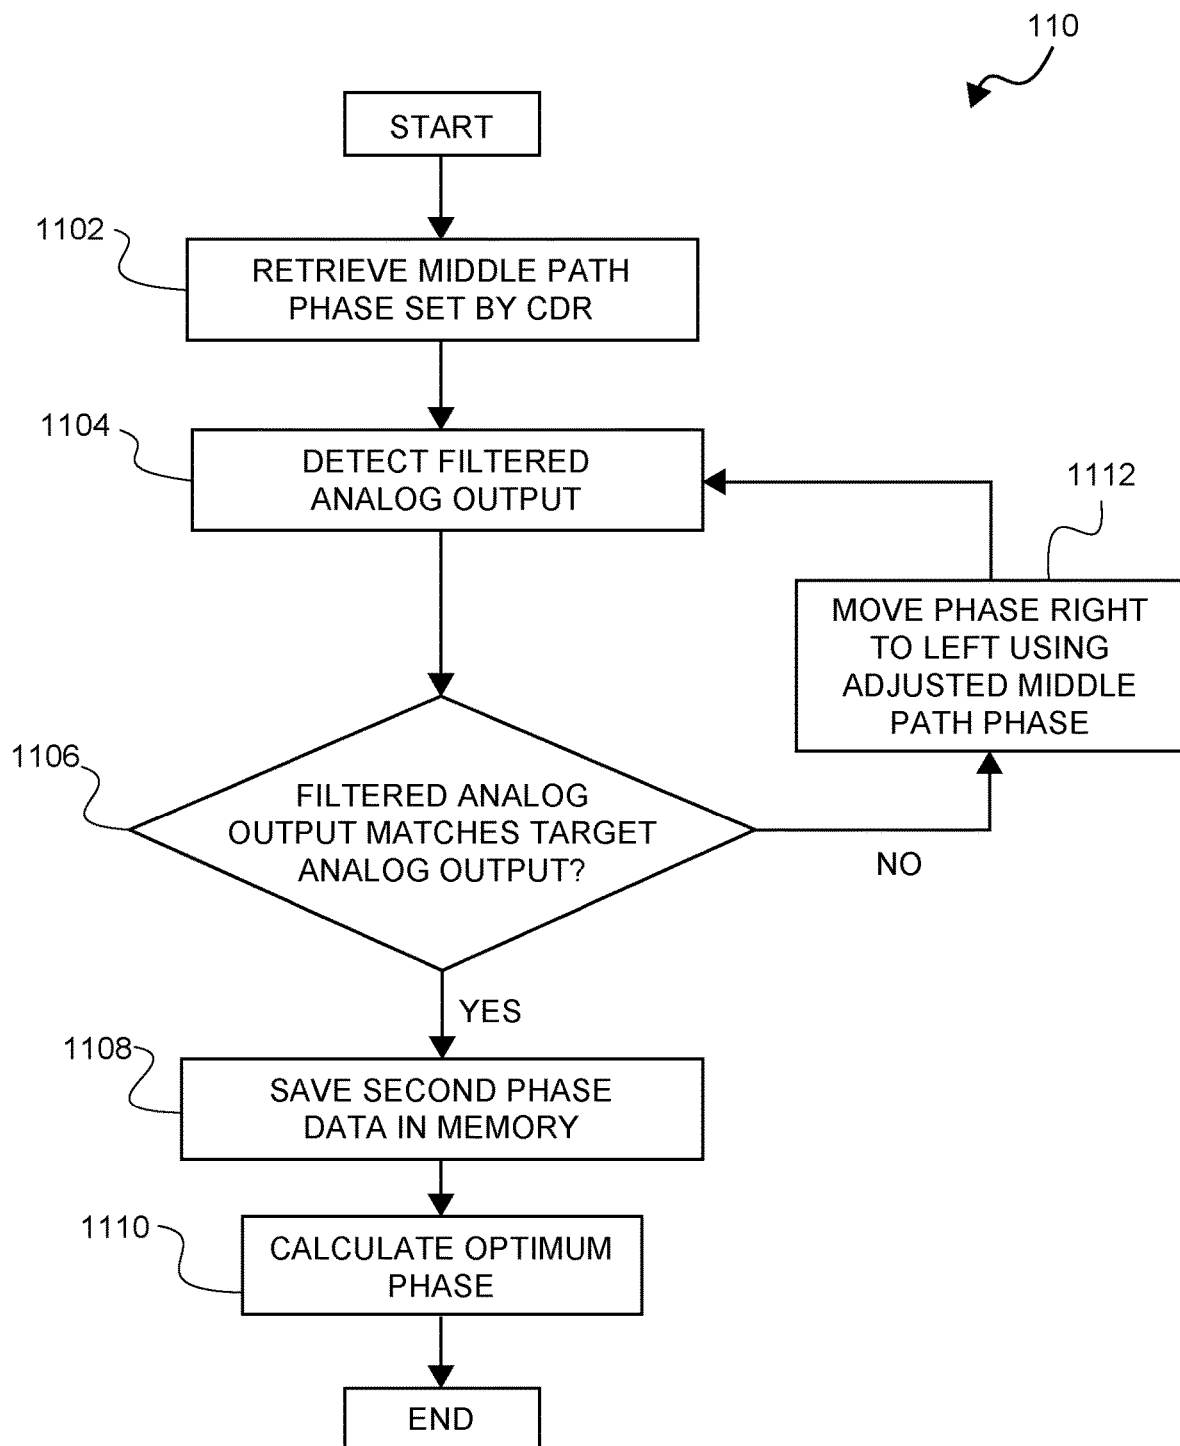 110
START
1102
RETRIEVE MIDDLE PATH
PHASE SET BY CDR
1104
DETECT FILTERED
ANALOG OUTPUT
1112
MOVE PHASE RIGHT
TO LEFT USING
ADJUSTED MIDDLE
PATH PHASE
1106
FILTERED ANALOG
OUTPUT MATCHES TARGET
ANALOG OUTPUT?
NO
YES
1108
SAVE SECOND PHASE
DATA IN MEMORY
1110
CALCULATE OPTIMUM
PHASE
END